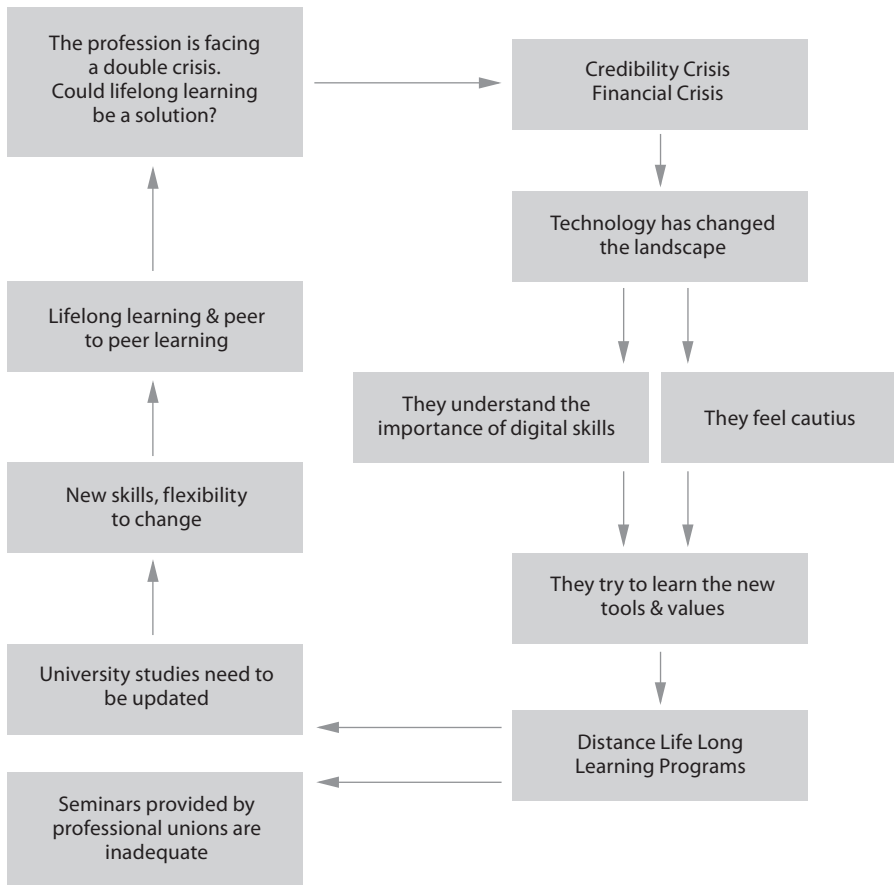 The profession is facing
a double crisis.
Could lifelong learning
be a solution?
Credibility Crisis
Financial Crisis
Technology has changed
the landscape
They understand the
importance of digital skills
They feel cautius
They try to learn the new
tools & values
Distance Life Long
Learning Programs
University studies need to
be updated
Seminars provided by
professional unions are
inadequate
New skills, flexibility
to change
Lifelong learning & peer
to peer learning